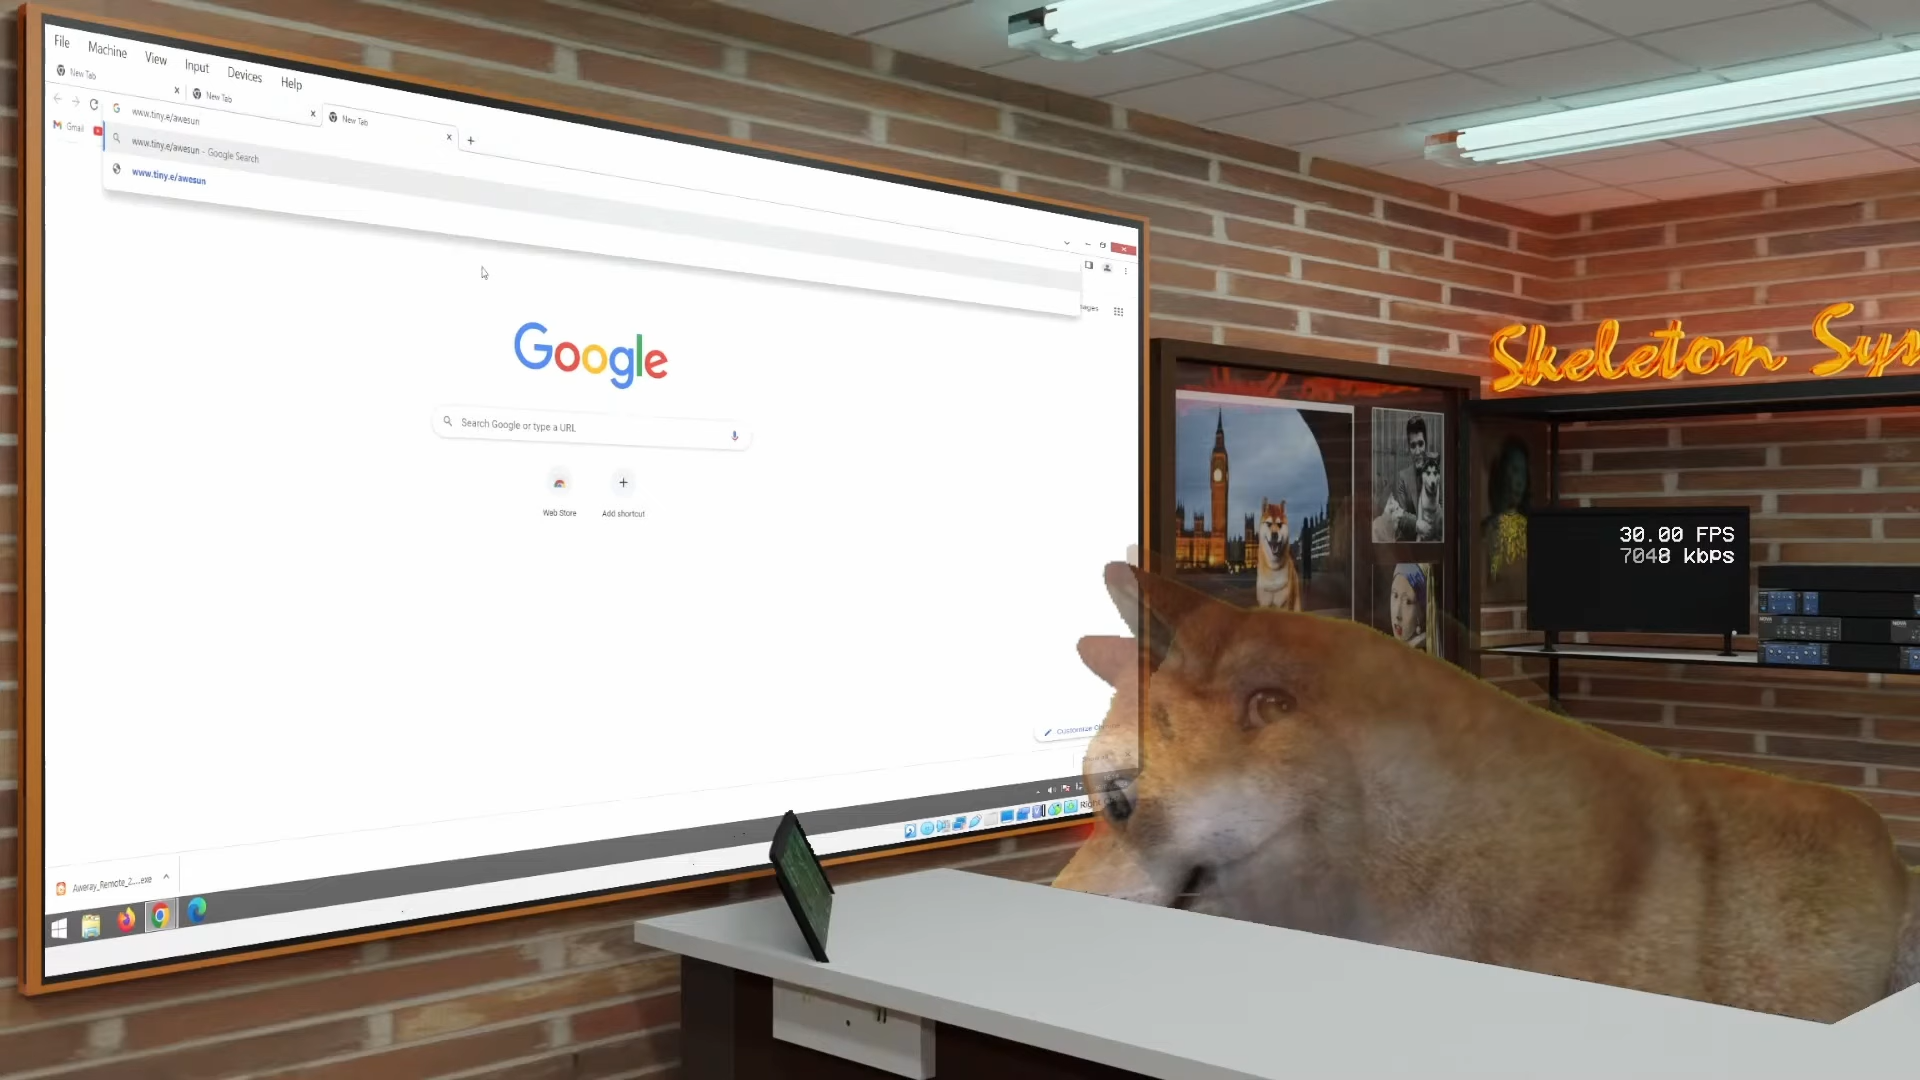 File Machine View Input Devices Help
New Tab
New Tab
New Tab
www.tiny.e/awesun
Gmail
www.tiny.e/awesun - Google Search
www.tiny.e/awesun
Google
Search Google or type a URL
Web Store
Add shortcut
Aweray_Remote_2....exe
Skeleton Sys
30.00 FPS
7048 kbps